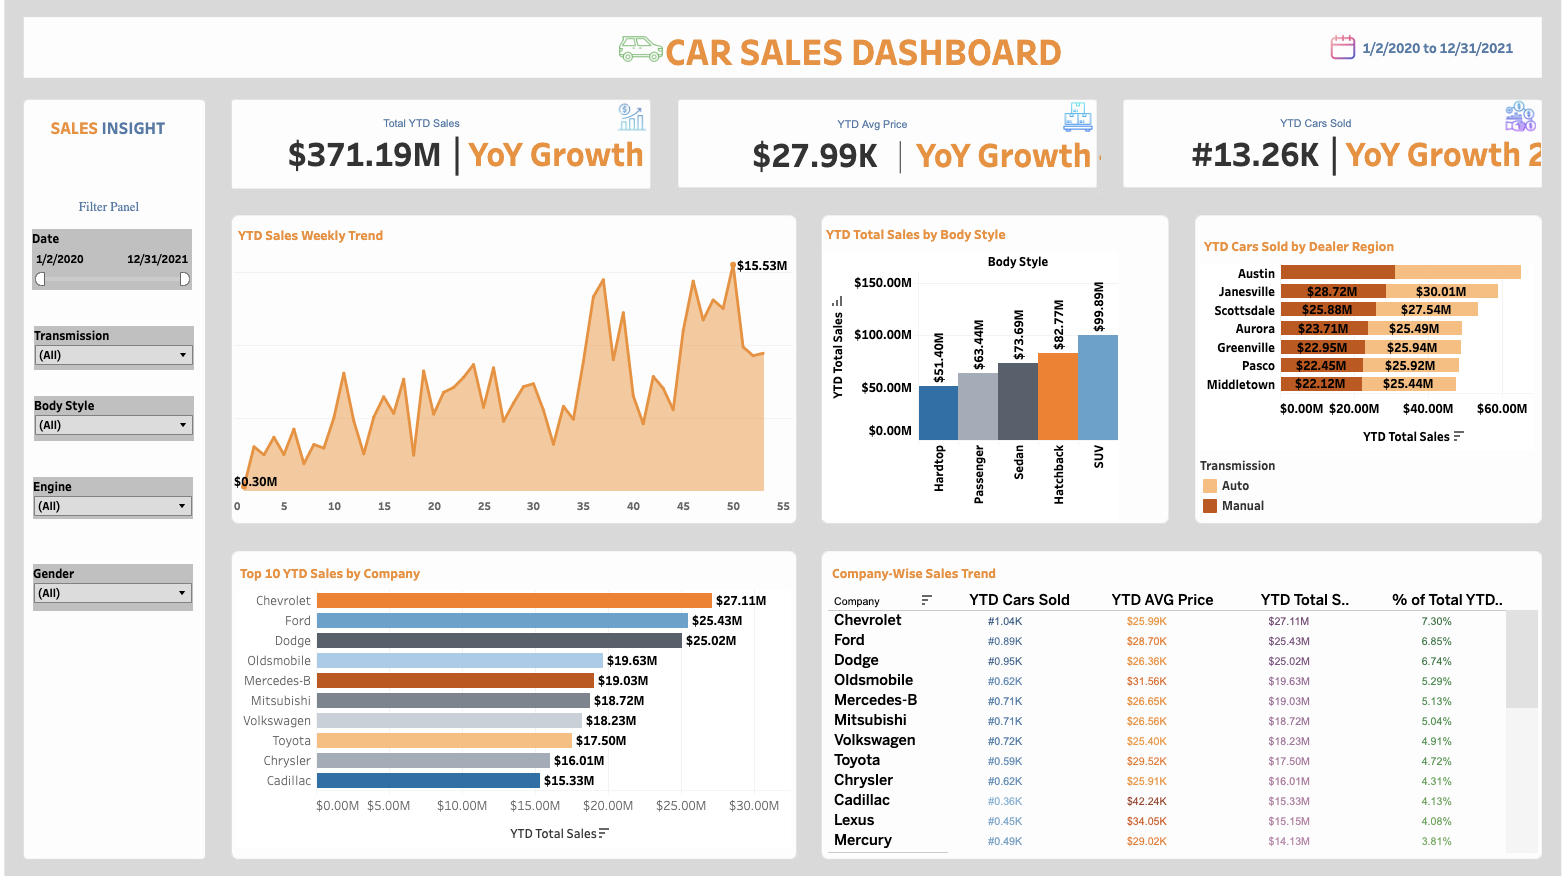 CAR SALES DASHBOARD
1/2/2020 to 12/31/2021
SALES INSIGHT
Filter Panel
Date
1/2/2020 12/31/2021
Transmission
(All)
Body Style
(All)
Engine
(All)
Gender
(All)
Total YTD Sales
$371.19M | YoY Growth
YTD Avg Price
$27.99K | YoY Growth
YTD Cars Sold
#13.26K | YoY Growth 2
YTD Sales Weekly Trend
$15.53M
$0.30M
0 5 10 15 20 25 30 35 40 45 50 55
YTD Total Sales by Body Style
Body Style
YTD Total Sales
$150.00M
$100.00M
$50.00M
$0.00M
$51.40M
$63.44M
$73.69M
$82.77M
$99.89M
Hardtop
Passenger
Sedan
Hatchback
SUV
YTD Cars Sold by Dealer Region
Austin
Janesville $28.72M $30.01M
Scottsdale $25.88M $27.54M
Aurora $23.71M $25.49M
Greenville $22.95M $25.94M
Pasco $22.45M $25.92M
Middletown $22.12M $25.44M
$0.00M $20.00M $40.00M $60.00M
YTD Total Sales
Transmission
Auto
Manual
Top 10 YTD Sales by Company
Chevrolet $27.11M
Ford $25.43M
Dodge $25.02M
Oldsmobile $19.63M
Mercedes-B $19.03M
Mitsubishi $18.72M
Volkswagen $18.23M
Toyota $17.50M
Chrysler $16.01M
Cadillac $15.33M
$0.00M $5.00M $10.00M $15.00M $20.00M $25.00M $30.00M
YTD Total Sales
Company-Wise Sales Trend
Company YTD Cars Sold YTD AVG Price YTD Total S.. % of Total YTD..
Chevrolet #1.04K $25.99K $27.11M 7.30%
Ford #0.89K $28.70K $25.43M 6.85%
Dodge #0.95K $26.36K $25.02M 6.74%
Oldsmobile #0.62K $31.56K $19.63M 5.29%
Mercedes-B #0.71K $26.65K $19.03M 5.13%
Mitsubishi #0.71K $26.56K $18.72M 5.04%
Volkswagen #0.72K $25.40K $18.23M 4.91%
Toyota #0.59K $29.52K $17.50M 4.72%
Chrysler #0.62K $25.91K $16.01M 4.31%
Cadillac #0.36K $42.24K $15.33M 4.13%
Lexus #0.45K $34.05K $15.15M 4.08%
Mercury #0.49K $29.02K $14.13M 3.81%